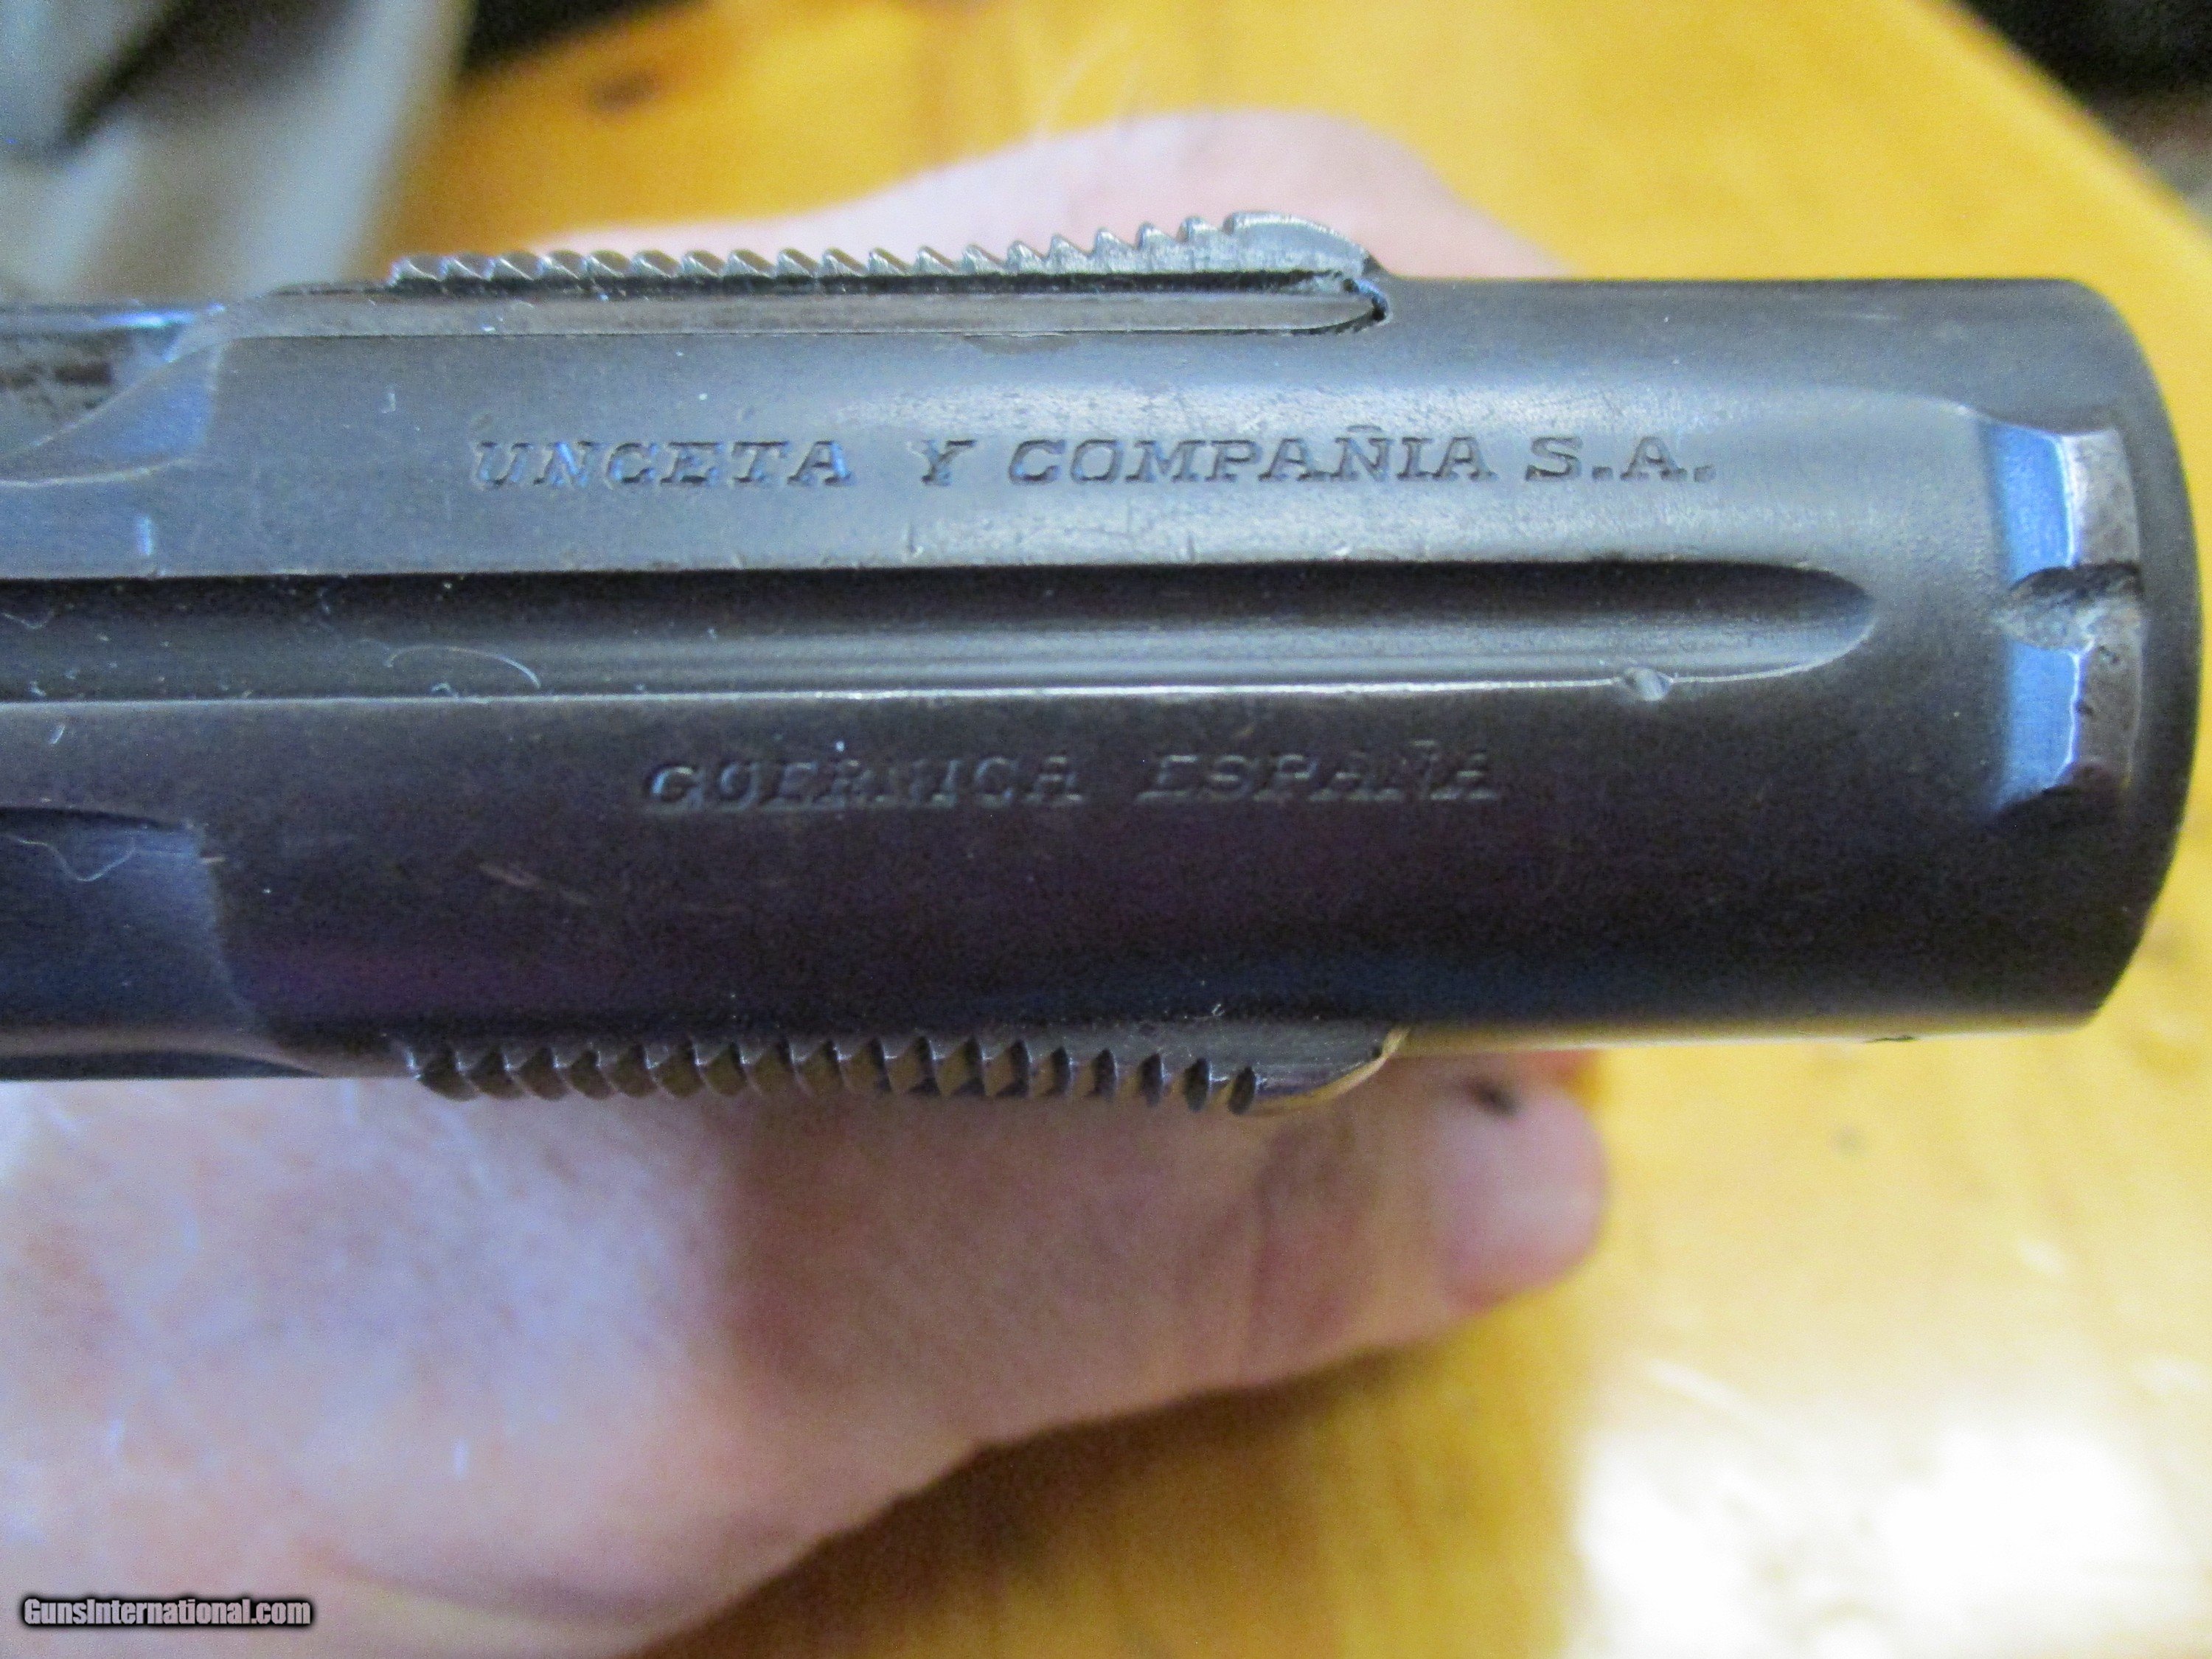 UNCETA Y COMPAÑIA S.A.
GUERNICA ESPAÑA
GunsInternational.com